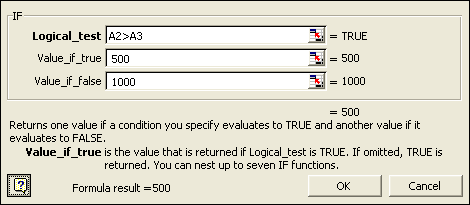 IF
Logical_test A2>A3 = TRUE
Value_if_true 500 = 500
Value_if_false 1000 = 1000
= 500
Returns one value if a condition you specify evaluates to TRUE and another value if it
evaluates to FALSE.
Value_if_true is the value that is returned if Logical_test is TRUE. If omitted, TRUE is
returned. You can nest up to seven IF functions.
? Formula result =500 OK Cancel